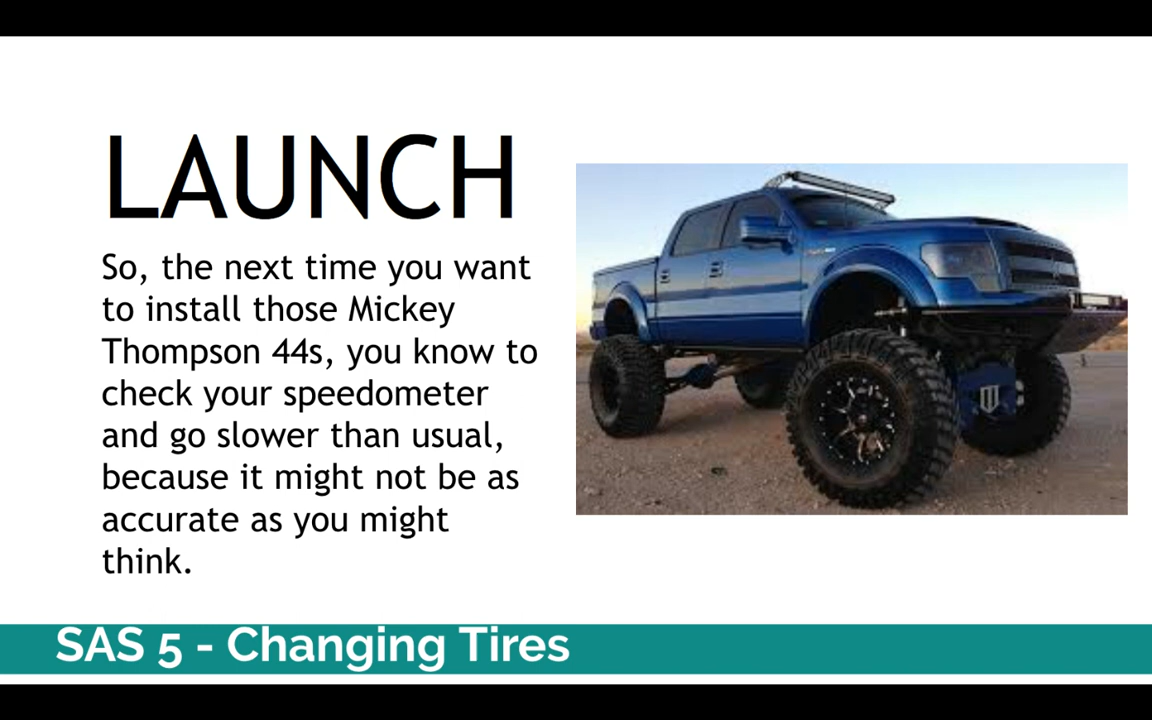 LAUNCH
So, the next time you want
to install those Mickey
Thompson 44s, you know to
check your speedometer
and go slower than usual,
because it might not be as
accurate as you might
think.
SAS 5 - Changing Tires